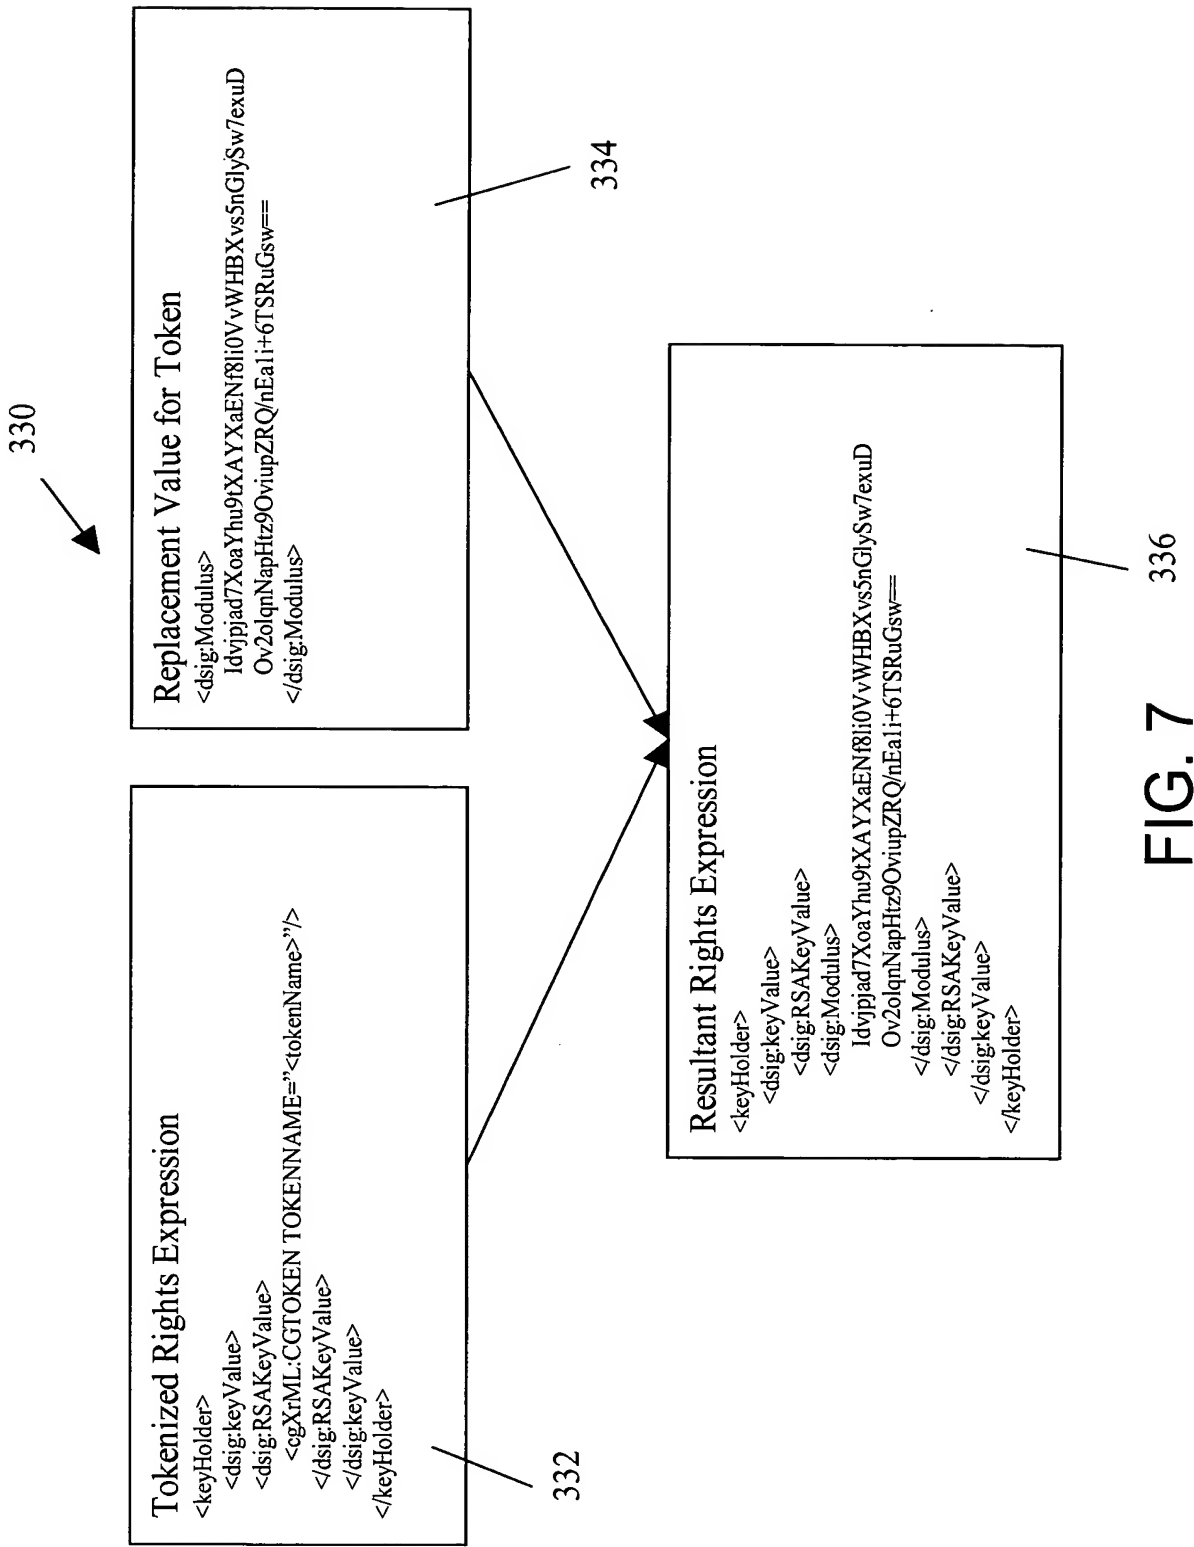 330
Tokenized Rights Expression
<keyHolder>
<dsig:keyValue>
<dsig:RSAKeyValue>
<cgXrML:CGTOKEN TOKENNAME=”<tokenName>”/>
</dsig:RSAKeyValue>
</dsig:keyValue>
</keyHolder>
332
Replacement Value for Token
<dsig:Modulus>
Idvjpjad7XoaYhu9tXAYXaENf8li0VvWHBXvs5nGlySw7exuD
Ov2olqnNapHtz9OviupZRQ/nEa1i+6TSRuGsw==
</dsig:Modulus>
334
Resultant Rights Expression
<keyHolder>
<dsig:keyValue>
<dsig:RSAKeyValue>
<dsig:Modulus>
Idvjpjad7XoaYhu9tXAYXaENf8li0VvWHBXvs5nGlySw7exuD
Ov2olqnNapHtz9OviupZRQ/nEa1i+6TSRuGsw==
</dsig:Modulus>
</dsig:RSAKeyValue>
</dsig:keyValue>
</keyHolder>
336
FIG. 7